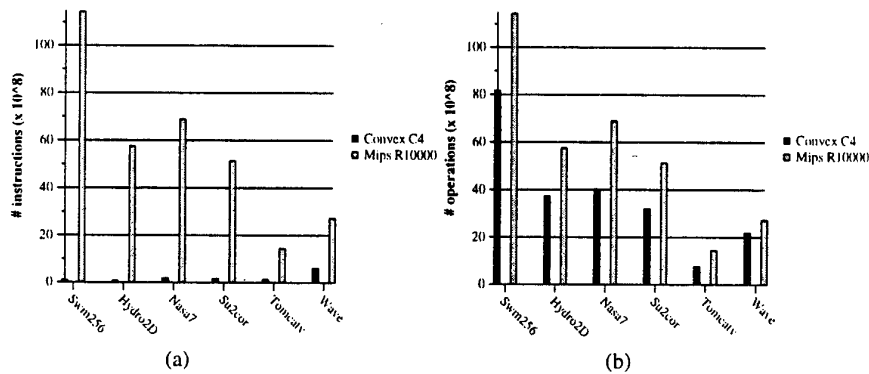 # instructions (x 10^8)
100
80
60
40
20
0
Swm256
Hydro2D
Nasa7
Su2cor
Tomcatv
Wave
Convex C4
Mips R10000
(a)
# operations (x 10^8)
100
80
60
40
20
0
Swm256
Hydro2D
Nasa7
Su2cor
Tomcatv
Wave
Convex C4
Mips R10000
(b)